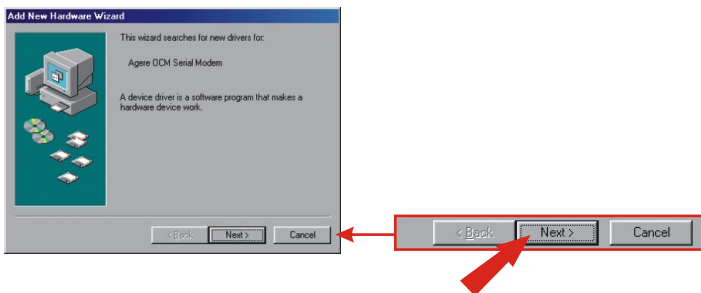 Add New Hardware Wizard
This wizard searches for new drivers for:
Agere OCM Serial Modem
A device driver is a software program that makes a
hardware device work.
< Back Next > Cancel
< Back Next > Cancel